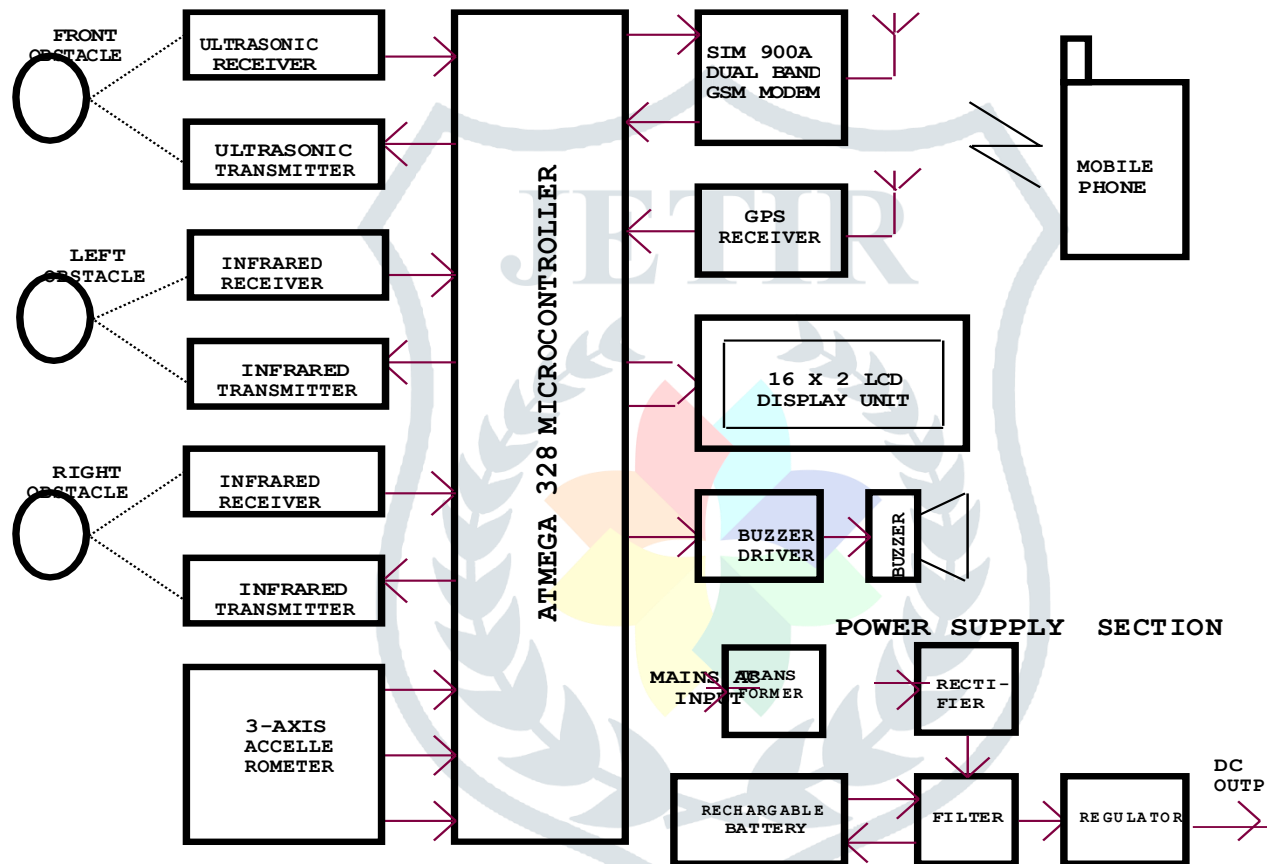 FRONT
OBSTACLE
ULTRASONIC
RECEIVER
ULTRASONIC
TRANSMITTER
LEFT
OBSTACLE
INFRARED
RECEIVER
INFRARED
TRANSMITTER
RIGHT
OBSTACLE
INFRARED
RECEIVER
INFRARED
TRANSMITTER
3-AXIS
ACCELLE
ROMETER
ATMEGA 328 MICROCONTROLLER
SIM 900A
DUAL BAND
GSM MODEM
MOBILE
PHONE
GPS
RECEIVER
JETIR
16 X 2 LCD
DISPLAY UNIT
BUZZER
DRIVER
BUZZER
POWER SUPPLY SECTION
MAINS AC
INPUT
TRANS
FORMER
RECTI-
FIER
RECHARGABLE
BATTERY
FILTER
REGULATOR
DC
OUTP